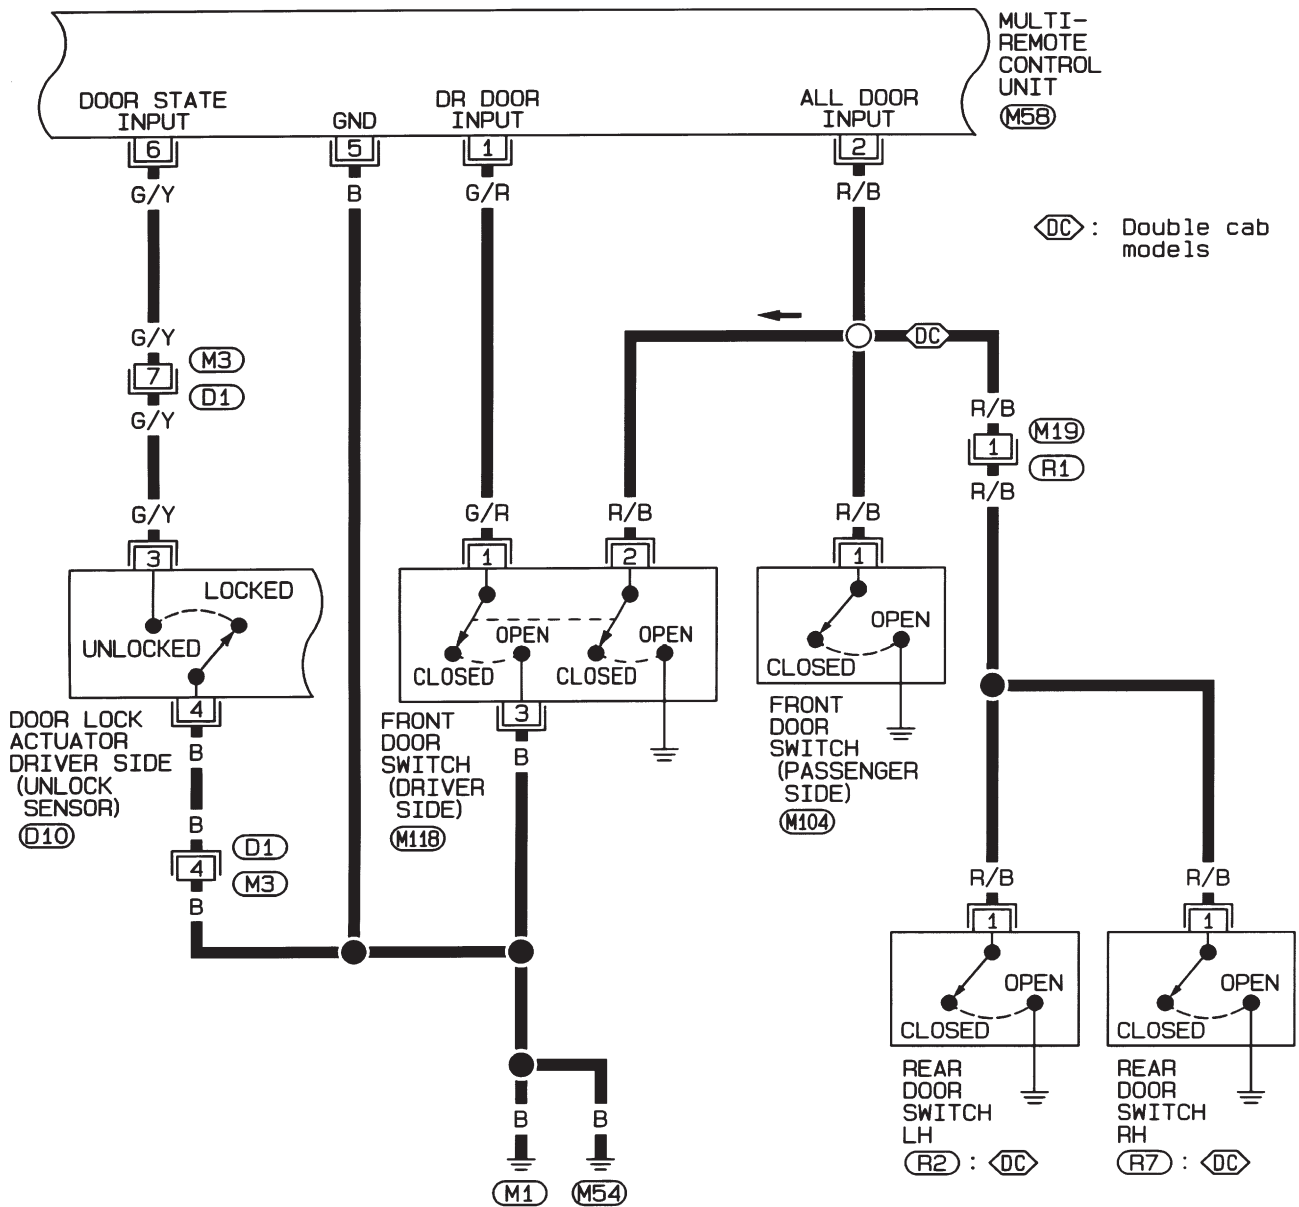 MULTI-
REMOTE
CONTROL
UNIT
M58
DOOR STATE
INPUT
GND
DR DOOR
INPUT
ALL DOOR
INPUT
6
5
1
2
G/Y
B
G/R
R/B
DC : Double cab
models
G/Y
7
M3
D1
G/Y
DC
R/B
1
M19
R1
R/B
G/Y
G/R
R/B
R/B
3
1
2
1
LOCKED
UNLOCKED
OPEN
CLOSED
OPEN
CLOSED
OPEN
CLOSED
4
3
DOOR LOCK
ACTUATOR
DRIVER SIDE
(UNLOCK
SENSOR)
D10
B
FRONT
DOOR
SWITCH
(DRIVER
SIDE)
M118
B
FRONT
DOOR
SWITCH
(PASSENGER
SIDE)
M104
B
4
D1
M3
B
R/B
R/B
1
1
OPEN
CLOSED
OPEN
CLOSED
REAR
DOOR
SWITCH
LH
R2 : DC
REAR
DOOR
SWITCH
RH
R7 : DC
B
B
M1
M54